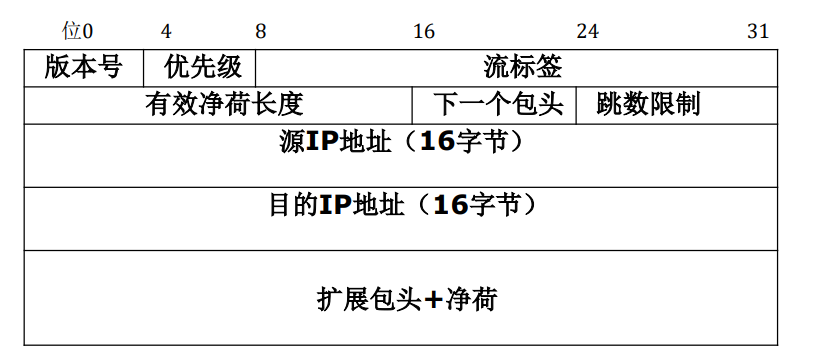 位0 4 8 16 24 31
版本号 优先级 流标签
有效净荷长度 下一个包头 跳数限制
源IP地址（16字节）
目的IP地址（16字节）
扩展包头+净荷